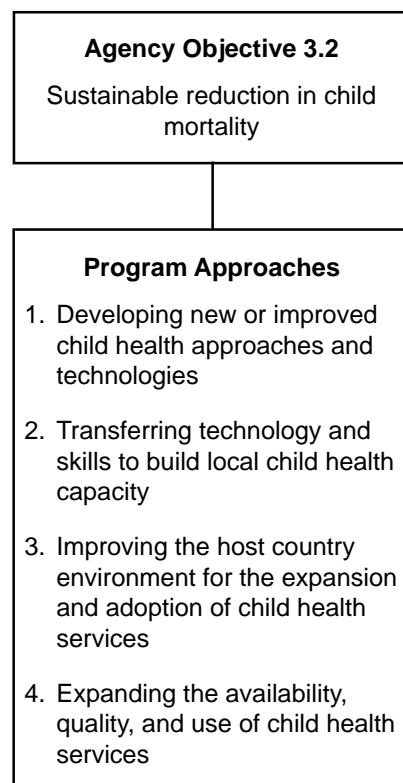 Agency Objective 3.2
Sustainable reduction in child
mortality
Program Approaches
1. Developing new or improved
child health approaches and
technologies
2. Transferring technology and
skills to build local child health
capacity
3. Improving the host country
environment for the expansion
and adoption of child health
services
4. Expanding the availability,
quality, and use of child health
services